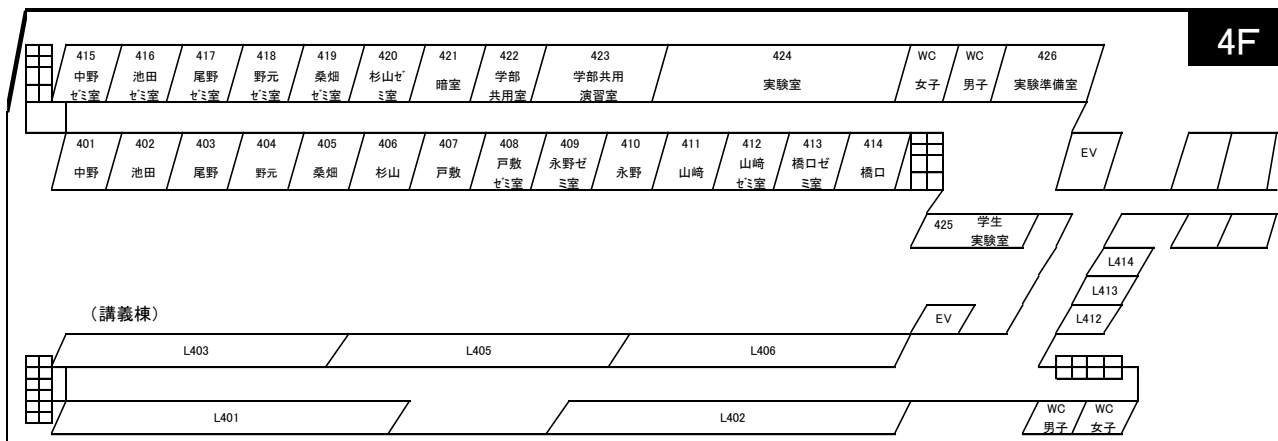 4F
415
中野
ｾﾞﾐ室
416
池田
ｾﾞﾐ室
417
尾野
ｾﾞﾐ室
418
野元
ｾﾞﾐ室
419
桑畑
ｾﾞﾐ室
420
杉山ｾﾞ
ﾐ室
421
暗室
422
学部
共用室
423
学部共用
演習室
424
実験室
WC
女子
WC
男子
426
実験準備室
401
中野
402
池田
403
尾野
404
野元
405
桑畑
406
杉山
407
戸敷
408
戸敷
ｾﾞﾐ室
409
永野ｾﾞ
ﾐ室
410
永野
411
山﨑
412
山﨑
ｾﾞﾐ室
413
橋口ｾﾞ
ﾐ室
414
橋口
EV
425 学生
実験室
L414
L413
L412
（講義棟）
EV
L403
L405
L406
L401
L402
WC
男子
WC
女子